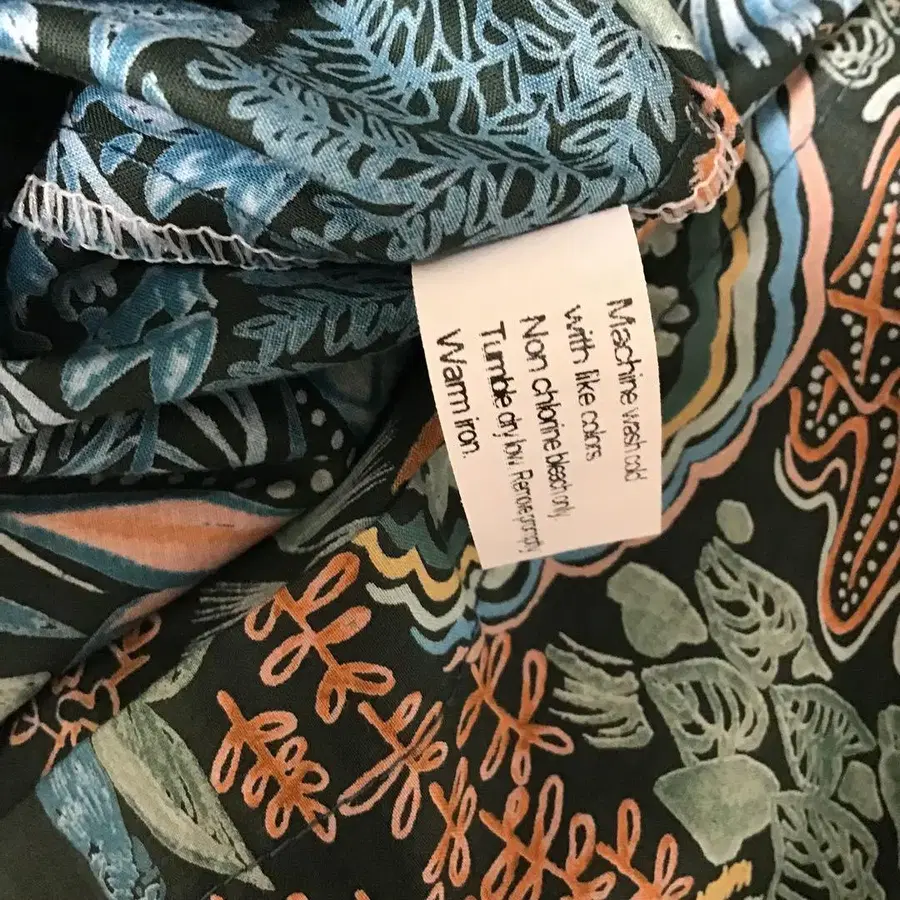 Machine wash cold
with like colors
Non chlorine bleach only.
Tumble dry low. Remove promptly
Warm iron.